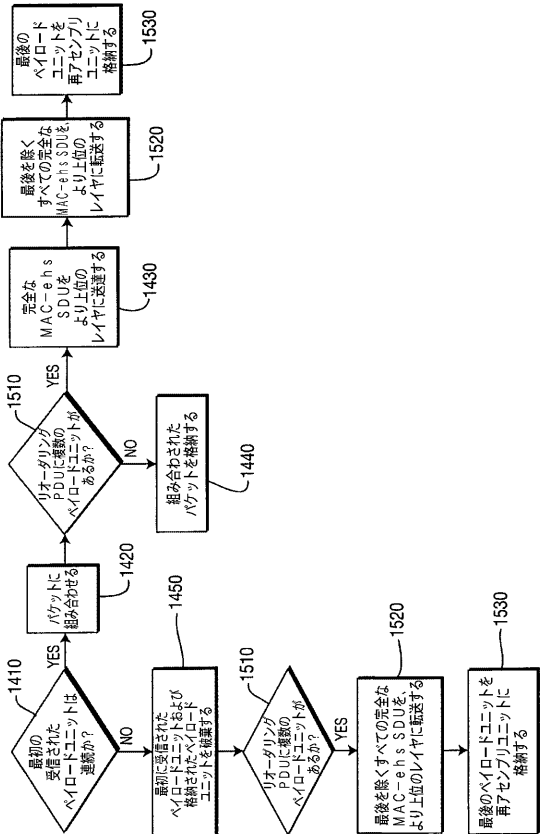 1410
最初の
受信された
ペイロードユニットは
連続か?
YES
NO
パケットに
組み合わせる
1420
1510
リオーダリング
PDUに複数の
ペイロードユニットが
あるか?
YES
NO
完全な
MAC-ehs
SDUを
より上位の
レイヤに送達する
1430
最後を除く
すべての完全な
MAC-ehs SDUを、
より上位の
レイヤに転送する
1520
最後の
ペイロード
ユニットを
再アセンブリ
ユニットに
格納する
1530
組み合わされた
パケットを格納する
1440
最初に受信された
ペイロードユニットおよび
格納されたペイロード
ユニットを破棄する
1450
リオーダリング
PDUに複数の
ペイロードユニットが
あるか?
1510
YES
最後を除くすべての完全な
MAC-ehs SDUを、
より上位のレイヤに転送する
1520
最後のペイロードユニットを
再アセンブリユニットに
格納する
1530